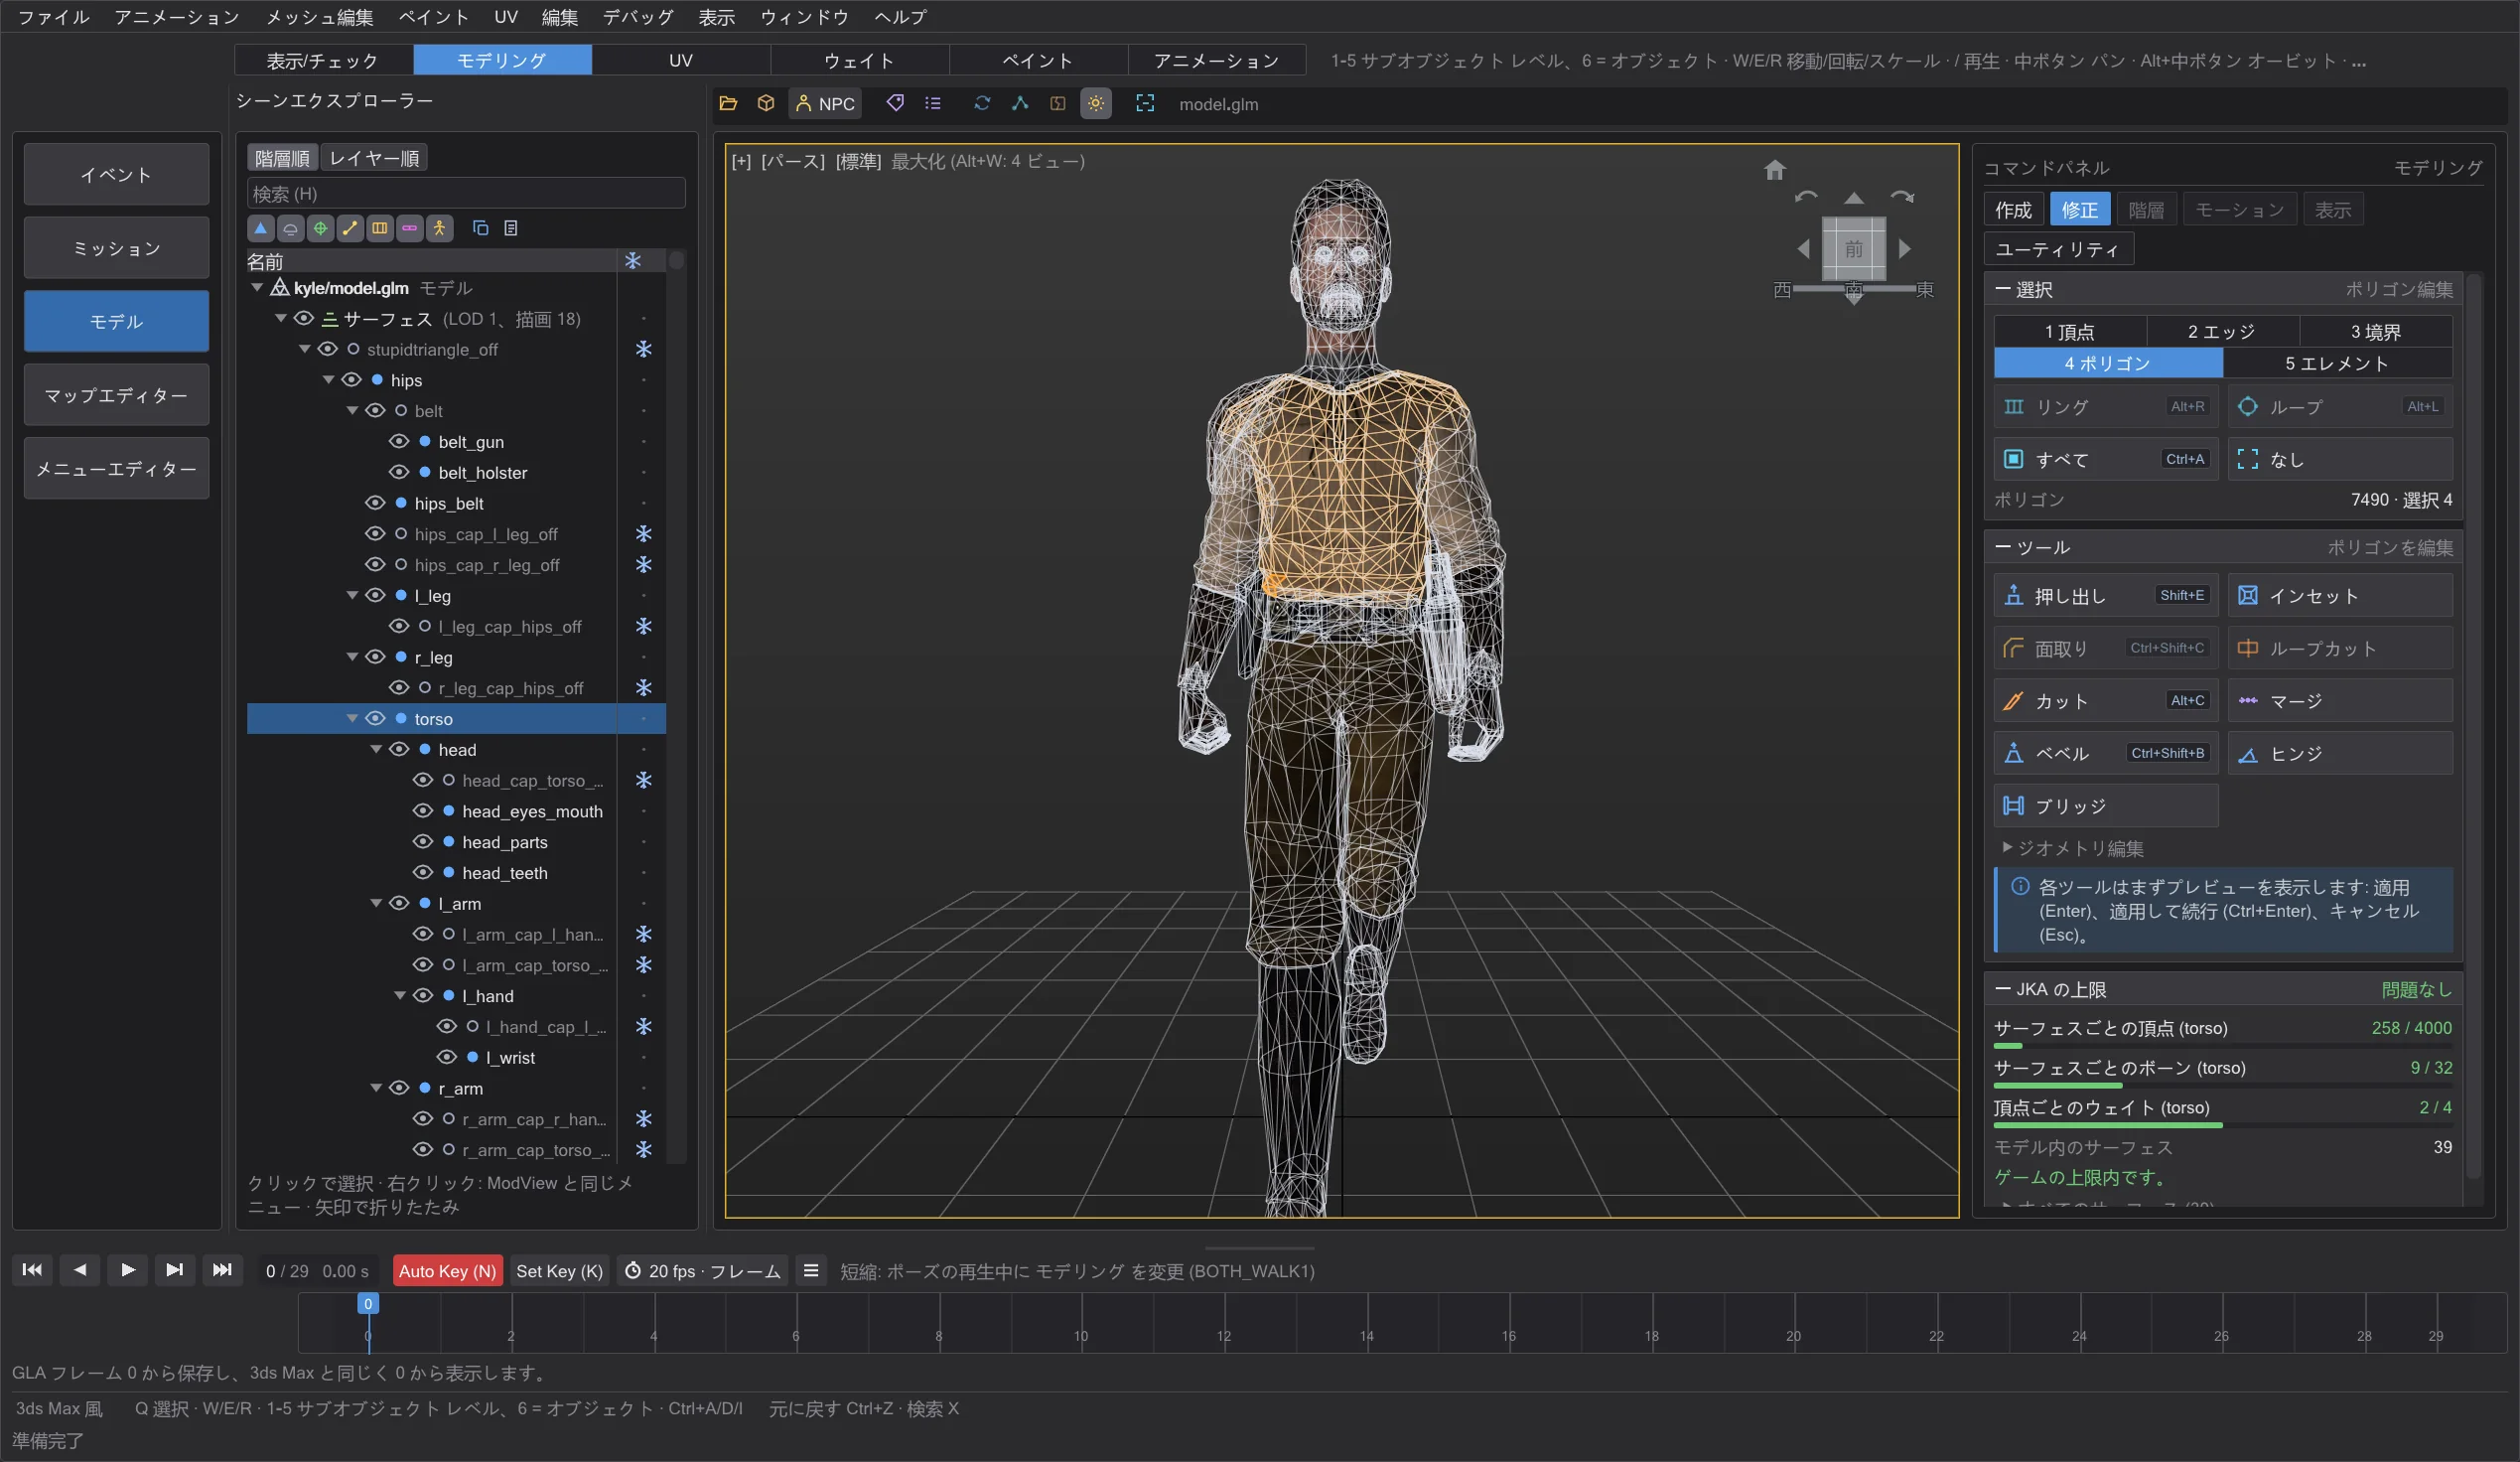 ファイル アニメーション メッシュ編集 ペイント UV 編集 デバッグ 表示 ウィンドウ ヘルプ
表示/チェック モデリング UV ウェイト ペイント アニメーション 1-5 サブオブジェクト レベル、6 = オブジェクト · W/E/R 移動/回転/スケール · / 再生 · 中ボタン パン · Alt+中ボタン オービット · ...
イベント
ミッション
モデル
マップエディター
メニューエディター
シーンエクスプローラー
階層順 レイヤー順
検索 (H)
名前
kyle/model.glm モデル
サーフェス (LOD 1、描画 18)
stupidtriangle_off
hips
belt
belt_gun
belt_holster
hips_belt
hips_cap_l_leg_off
hips_cap_r_leg_off
l_leg
l_leg_cap_hips_off
r_leg
r_leg_cap_hips_off
torso
head
head_cap_torso_...
head_eyes_mouth
head_parts
head_teeth
l_arm
l_arm_cap_l_han...
l_arm_cap_torso_...
l_hand
l_hand_cap_l_...
l_wrist
r_arm
r_arm_cap_r_han...
r_arm_cap_torso_...
クリックで選択 · 右クリック: ModView と同じメ
ニュー · 矢印で折りたたみ
NPC model.glm
[+] [パース] [標準] 最大化 (Alt+W: 4 ビュー)
前
西 南 東
コマンドパネル モデリング
作成 修正 階層 モーション 表示
ユーティリティ
選択 ポリゴン編集
1 頂点 2 エッジ 3 境界
4 ポリゴン 5 エレメント
リング Alt+R ループ Alt+L
すべて Ctrl+A なし
ポリゴン 7490 · 選択 4
ツール ポリゴンを編集
押し出し Shift+E インセット
面取り Ctrl+Shift+C ループカット
カット Alt+C マージ
ベベル Ctrl+Shift+B ヒンジ
ブリッジ
ジオメトリ編集
各ツールはまずプレビューを表示します: 適用
(Enter)、適用して続行 (Ctrl+Enter)、キャンセル
(Esc)。
JKA の上限 問題なし
サーフェスごとの頂点 (torso) 258 / 4000
サーフェスごとのボーン (torso) 9 / 32
頂点ごとのウェイト (torso) 2 / 4
モデル内のサーフェス 39
ゲームの上限内です。
0 / 29 0.00 s Auto Key (N) Set Key (K) 20 fps · フレーム 短縮: ポーズの再生中に モデリング を変更 (BOTH_WALK1)
0
0 2 4 6 8 10 12 14 16 18 20 22 24 26 28 29
GLA フレーム 0 から保存し、3ds Max と同じく 0 から表示します。
3ds Max 風 Q 選択 · W/E/R · 1-5 サブオブジェクト レベル、6 = オブジェクト · Ctrl+A/D/I 元に戻す Ctrl+Z · 検索 X
準備完了